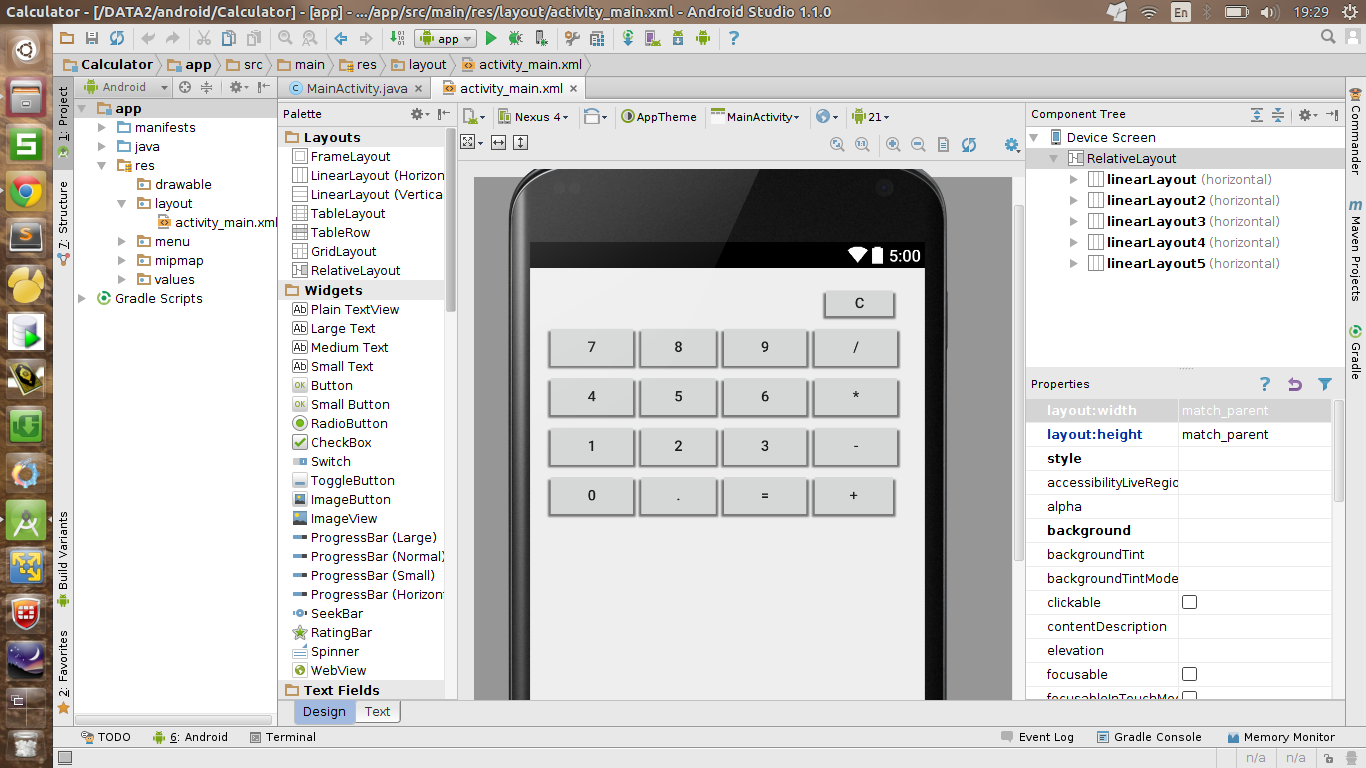 Calculator - [/DATA2/android/Calculator] - [app] - .../app/src/main/res/layout/activity_main.xml - Android Studio 1.1.0
En
19:29
app
Calculator
app
src
main
res
layout
activity_main.xml
1: Project
7: Structure
Build Variants
2: Favorites
Android
app
manifests
java
res
drawable
layout
activity_main.xml
menu
mipmap
values
Gradle Scripts
MainActivity.java
activity_main.xml
Palette
Layouts
FrameLayout
LinearLayout (Horizon
LinearLayout (Vertica
TableLayout
TableRow
GridLayout
RelativeLayout
Widgets
Ab Plain TextView
Ab Large Text
Ab Medium Text
Ab Small Text
OK Button
OK Small Button
RadioButton
CheckBox
Switch
ToggleButton
ImageButton
ImageView
ProgressBar (Large)
ProgressBar (Normal)
ProgressBar (Small)
ProgressBar (Horizont
SeekBar
RatingBar
Spinner
WebView
Text Fields
Design
Text
Nexus 4
AppTheme
MainActivity
21
5:00
C
7 8 9 /
4 5 6 *
1 2 3 -
0 . = +
Component Tree
Device Screen
RelativeLayout
linearLayout (horizontal)
linearLayout2 (horizontal)
linearLayout3 (horizontal)
linearLayout4 (horizontal)
linearLayout5 (horizontal)
Properties
layout:width match_parent
layout:height match_parent
style
accessibilityLiveRegio
alpha
background
backgroundTint
backgroundTintMode
clickable
contentDescription
elevation
focusable
focusableInTouchMo
Commander
Maven Projects
Gradle
TODO
6: Android
Terminal
Event Log
Gradle Console
Memory Monitor
n/a
n/a